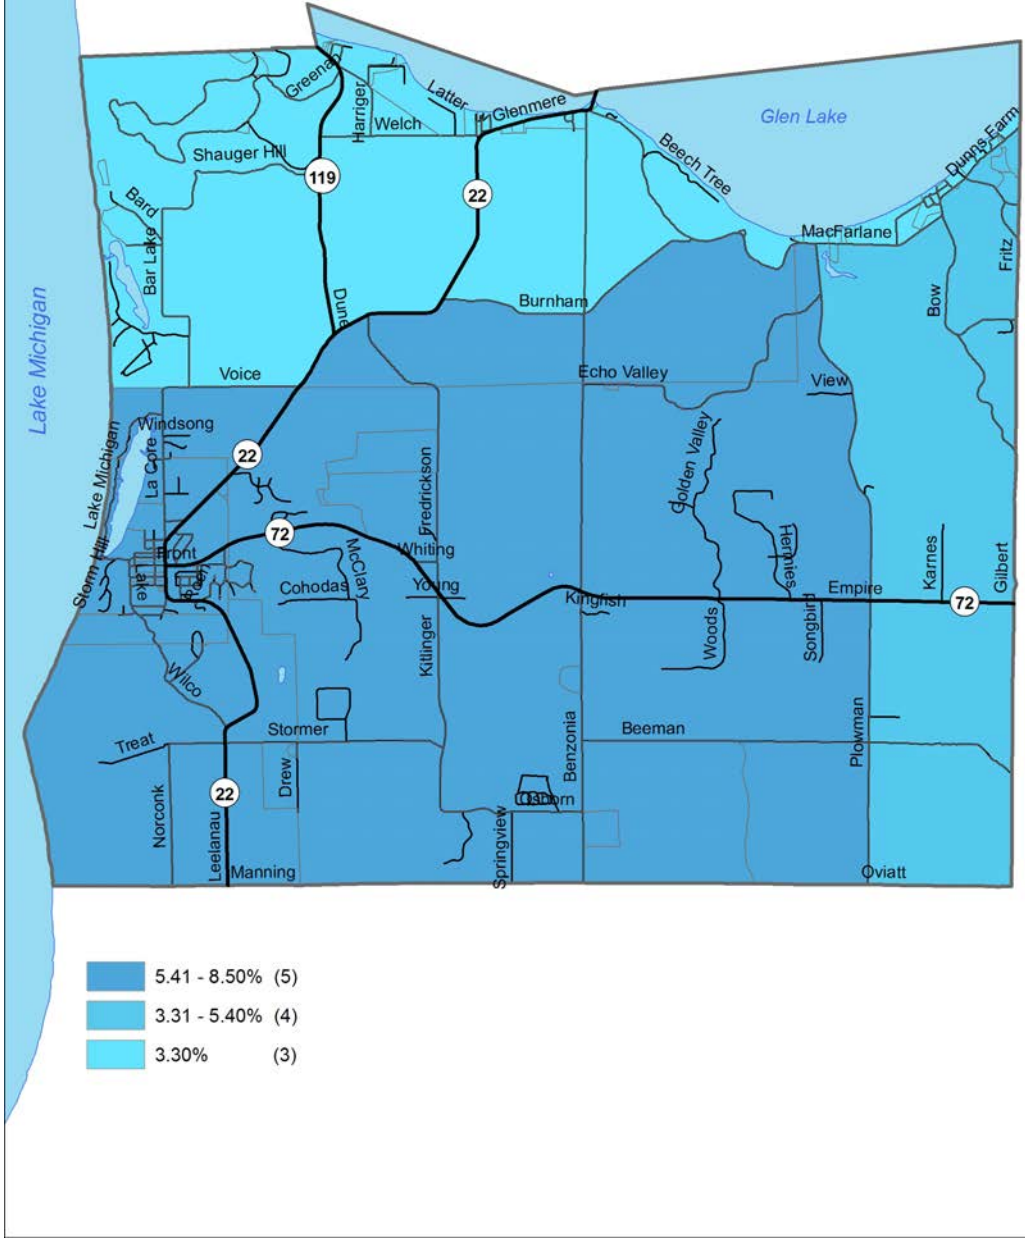 Greenan
Latter
Harriger
Welch
Glenmere
Glen Lake
Dunns Farm
Shauger Hill
119
22
Beech Tree
Bard
Bar Lake
MacFarlane
Fritz
Bow
Lake Michigan
Dune
Burnham
Voice
Echo Valley
View
Windsong
Lake Michigan
La Core
22
Fredrickson
Golden Valley
72
Whiting
Hermies
Front
McClary
Storm Hill
Lake
Cohodas
Young
Kingfish
Empire
Karnes
Gilbert
72
Woods
Songbird
Kitlinger
Wilco
Stormer
Beeman
Plowman
Benzonia
Treat
Drew
22
Norconk
Leelanau
Osborn
Springview
Manning
Oviatt
5.41 - 8.50% (5)
3.31 - 5.40% (4)
3.30% (3)